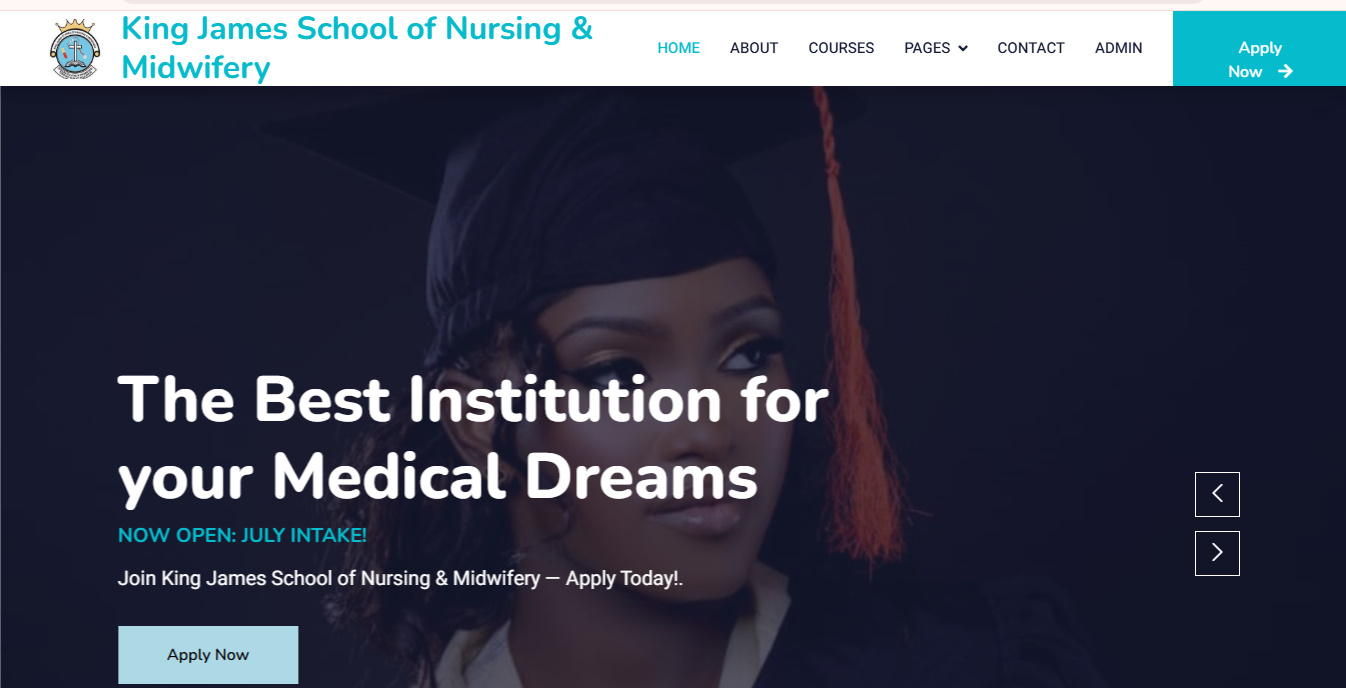 King James School of Nursing &
Midwifery
HOME ABOUT COURSES PAGES CONTACT ADMIN
Apply
Now
The Best Institution for
your Medical Dreams
NOW OPEN: JULY INTAKE!
Join King James School of Nursing & Midwifery — Apply Today!.
Apply Now